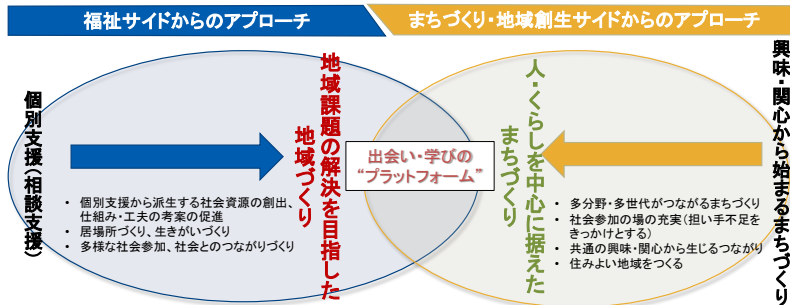 福祉サイドからのアプローチ
まちづくり・地域創生サイドからのアプローチ
個別支援(相談支援)
地域課題の解決を目指した
地域づくり
出会い・学びの
“プラットフォーム”
人・くらしを中心に据えた
まちづくり
興味・関心から始まるまちづくり
• 個別支援から派生する社会資源の創出、
仕組み・工夫の考案の促進
• 居場所づくり、生きがいづくり
• 多様な社会参加、社会とのつながりづくり
• 多分野・多世代がつながるまちづくり
• 社会参加の場の充実(担い手不足を
きっかけとする)
• 共通の興味・関心から生じるつながり
• 住みよい地域をつくる